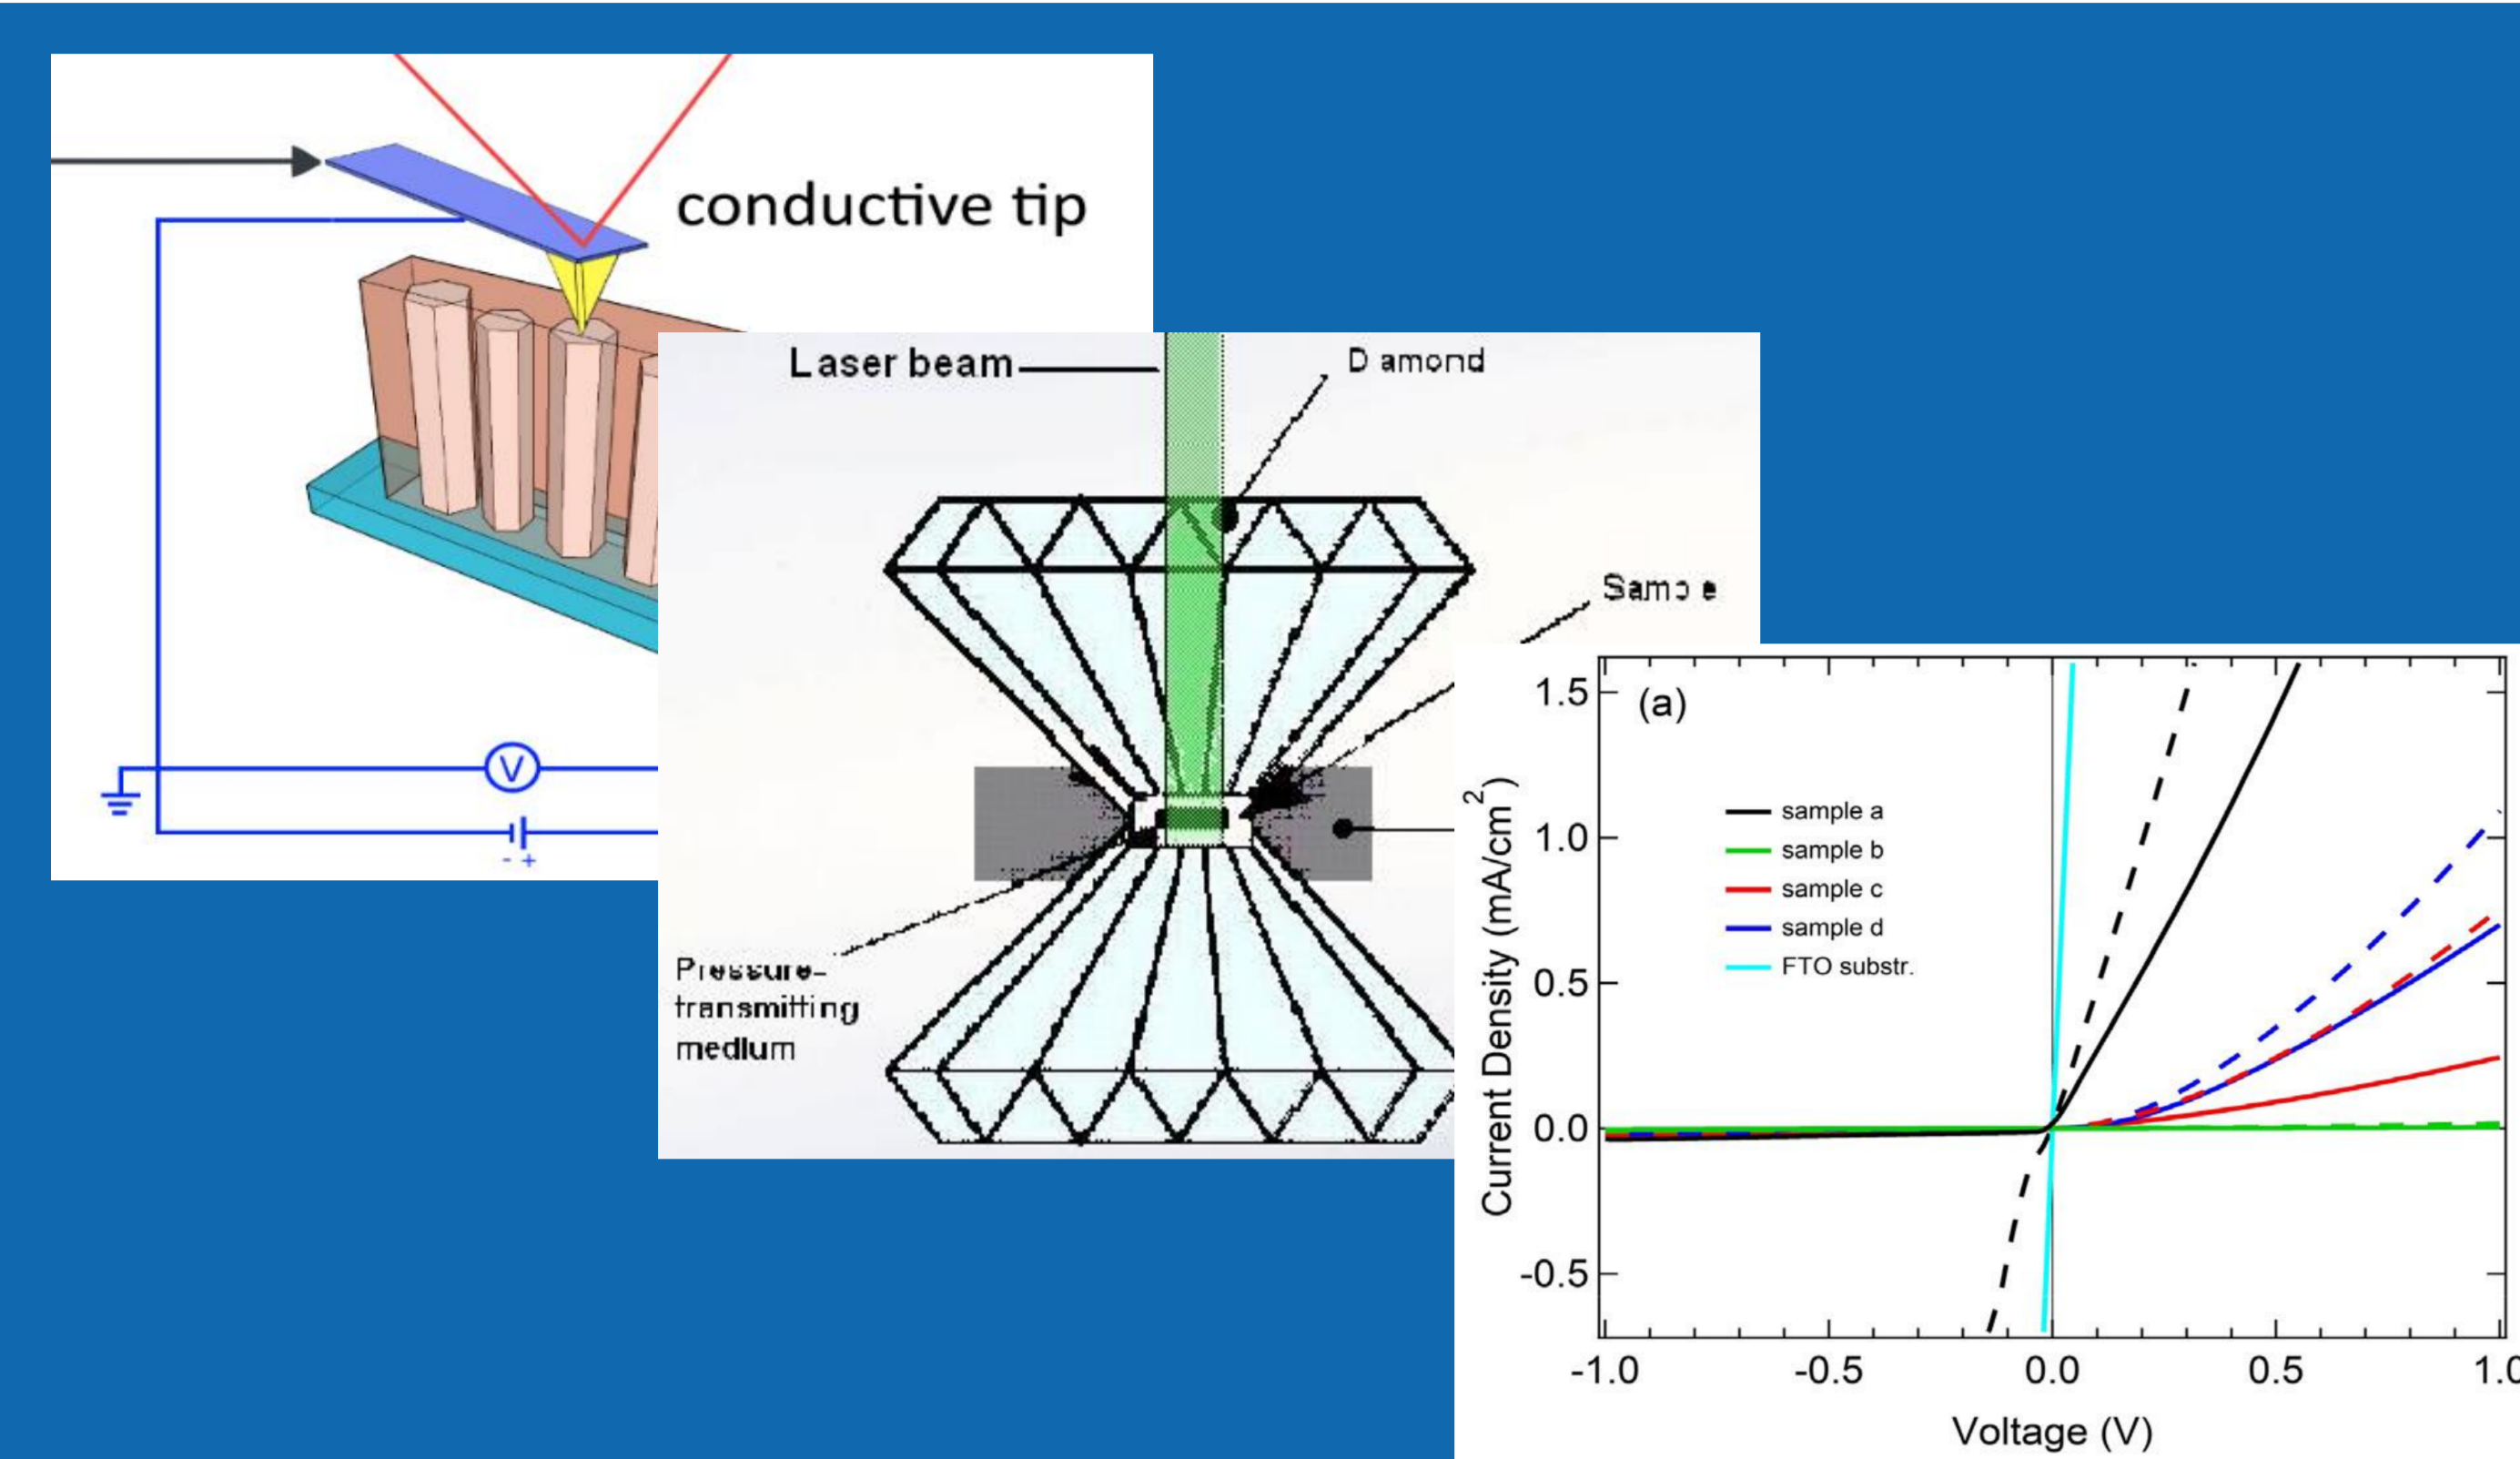 conductive tip
V
- +
Laser beam
D amond
Samp e
Pressure-
transmitting
medium
(a)
1.5
1.0
0.5
0.0
-0.5
Current Density (mA/cm²)
sample a
sample b
sample c
sample d
FTO substr.
-1.0
-0.5
0.0
0.5
1.0
Voltage (V)